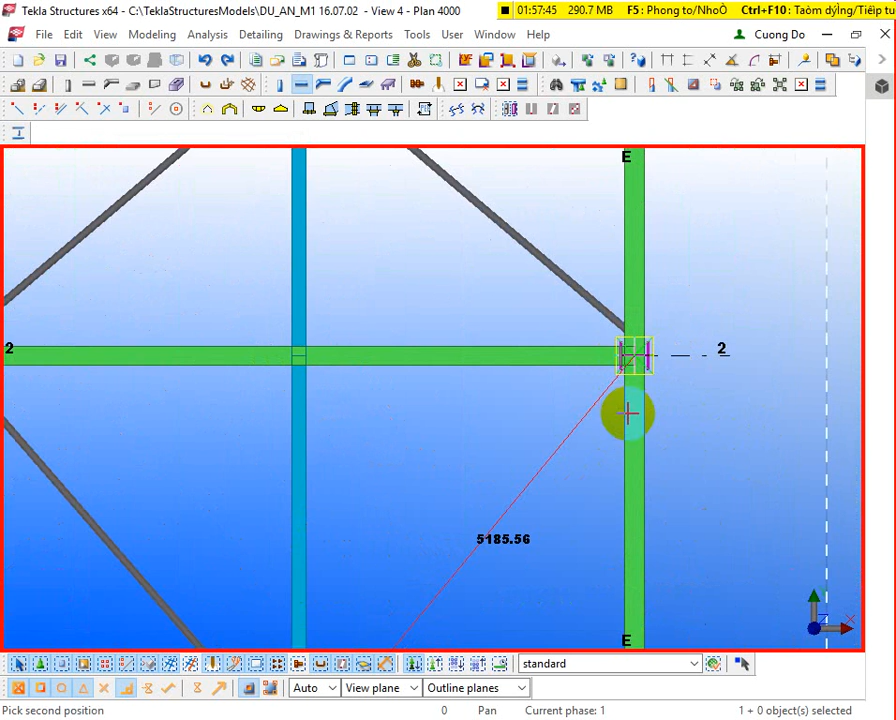 Tekla Structures x64 - C:\TeklaStructuresModels\DU_AN_M1 16.07.02 - View 4 - Plan 4000
01:57:45 290.7 MB F5 : Phong to/NhoÒ Ctrl+F10 : Taòm dýìng/Tiêìp tu
File Edit View Modeling Analysis Detailing Drawings & Reports Tools User Window Help Cuong Do
E
2
2
5185.56
E
Z X
standard
Auto View plane Outline planes
Pick second position 0 Pan Current phase: 1 1 + 0 object(s) selected